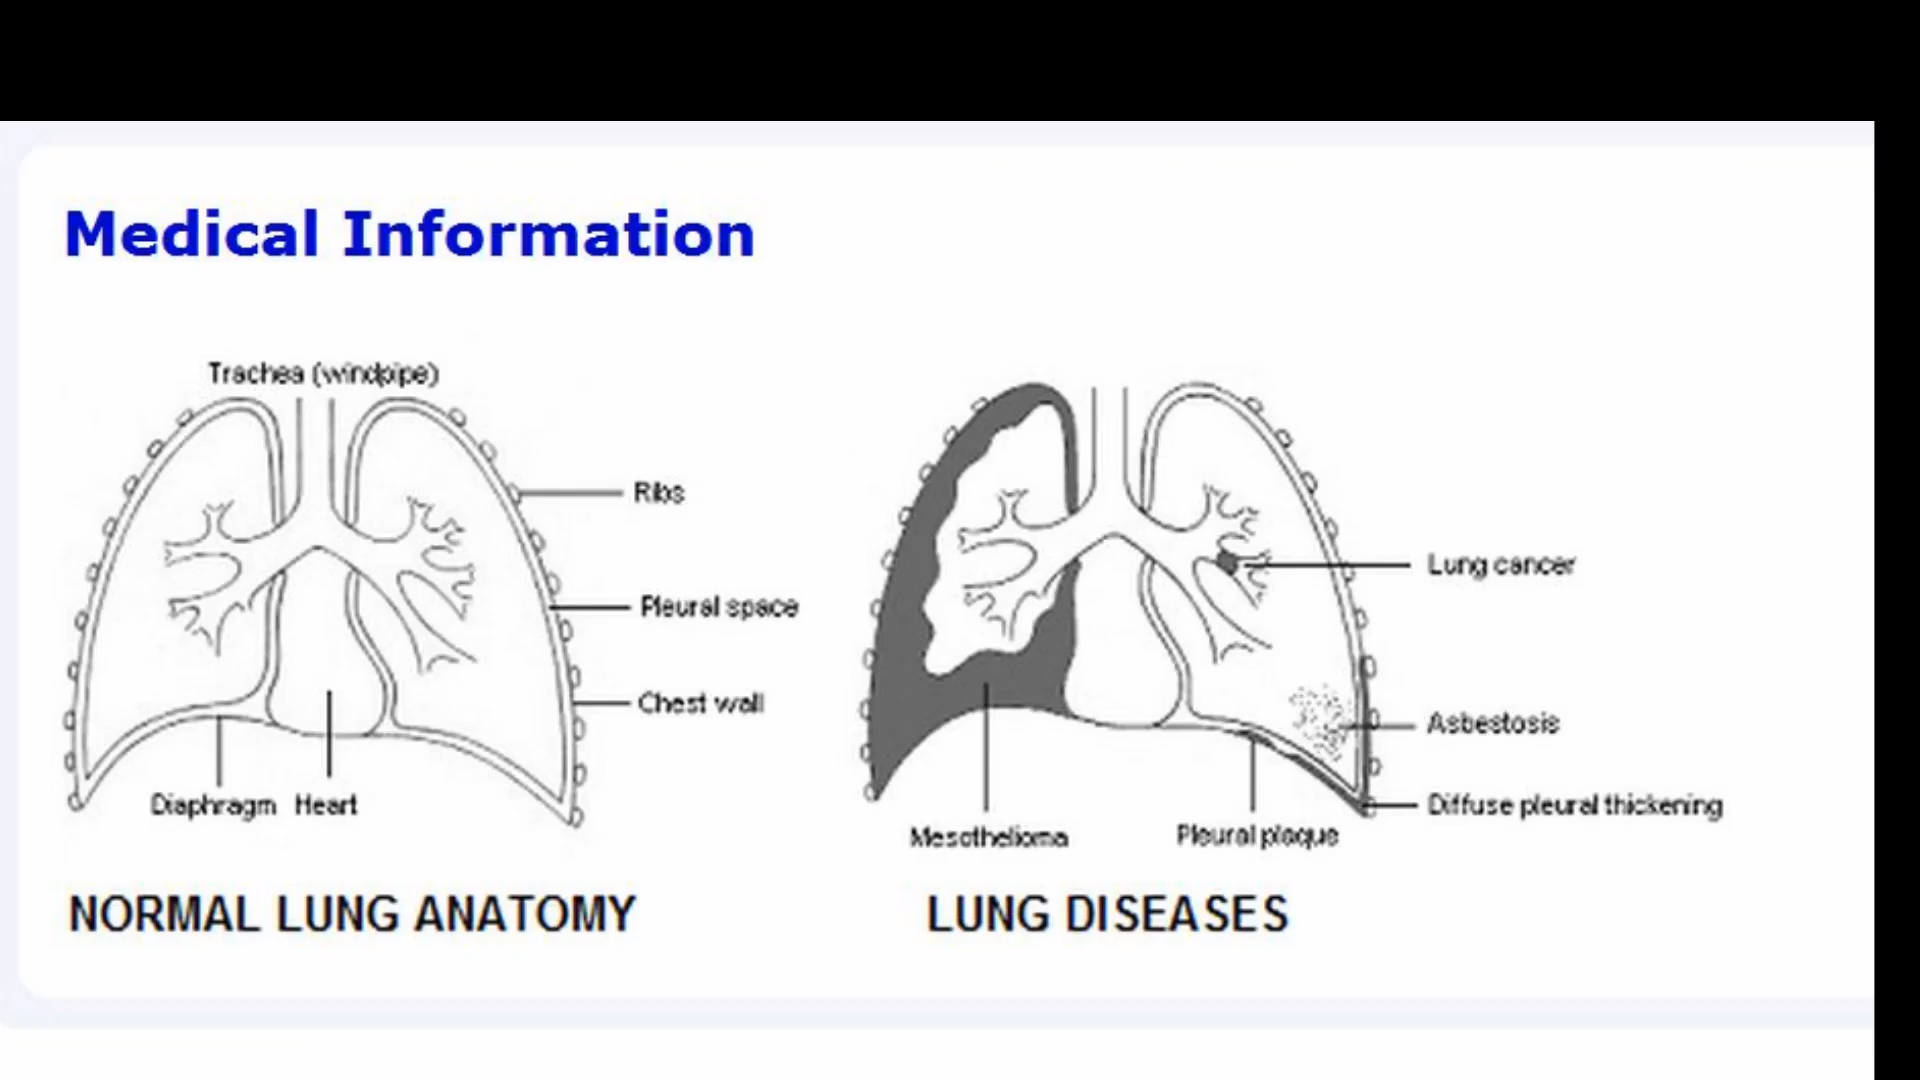 Medical Information
Trachea (windpipe)
Ribs
Pleural space
Chest wall
Diaphragm Heart
NORMAL LUNG ANATOMY
Lung cancer
Asbestosis
Diffuse pleural thickening
Mesothelioma
Pleural plaque
LUNG DISEASES